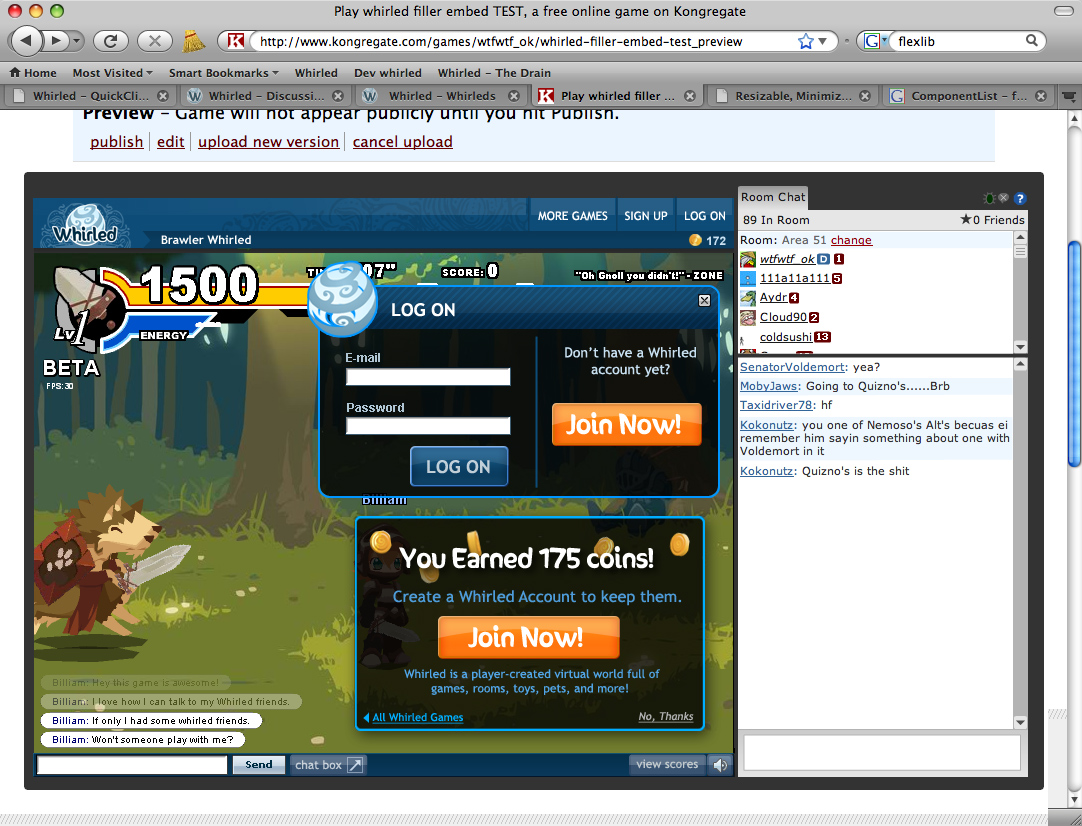 Play whirled filler embed TEST, a free online game on Kongregate
http://www.kongregate.com/games/wtfwtf_ok/whirled-filler-embed-test_preview
flexlib
Home Most Visited Smart Bookmarks Whirled Dev whirled Whirled - The Drain
Whirled - QuickCli... Whirled - Discussi... Whirled - Whirleds Play whirled filler ... Resizable, Minimiz... ComponentList - f...
Preview - Game will not appear publicly until you hit Publish.
publish edit upload new version cancel upload
Whirled
MORE GAMES SIGN UP LOG ON
Brawler Whirled
172
1500
07"
SCORE: 0
"Oh Gnoll you didn't!" - ZONE
Lv1
ENERGY
BETA
FPS: 30
LOG ON
E-mail
Password
LOG ON
Don't have a Whirled
account yet?
Join Now!
Billiam
You Earned 175 coins!
Create a Whirled Account to keep them.
Join Now!
Whirled is a player-created virtual world full of
games, rooms, toys, pets, and more!
All Whirled Games
No, Thanks
Billiam: Hey this game is awesome!
Billiam: I love how I can talk to my Whirled friends.
Billiam: If only I had some whirled friends.
Billiam: Won't someone play with me?
Send
chat box
view scores
Room Chat
89 In Room
0 Friends
Room: Area 51 change
wtfwtf_ok D 1
111a11a111 5
Aydr 4
Cloud90 2
coldsushi 13
SenatorVoldemort: yea?
MobyJaws: Going to Quizno's......Brb
Taxidriver78: hf
Kokonutz: you one of Nemoso's Alt's becuas ei
remember him sayin something about one with
Voldemort in it
Kokonutz: Quizno's is the shit